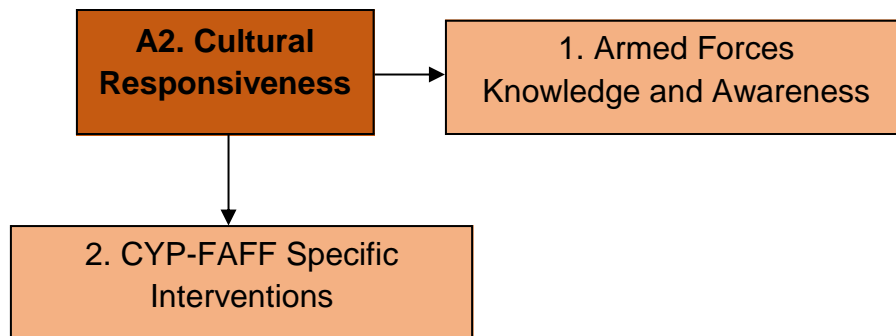 A2. Cultural
Responsiveness
1. Armed Forces
Knowledge and Awareness
2. CYP-FAFF Specific
Interventions